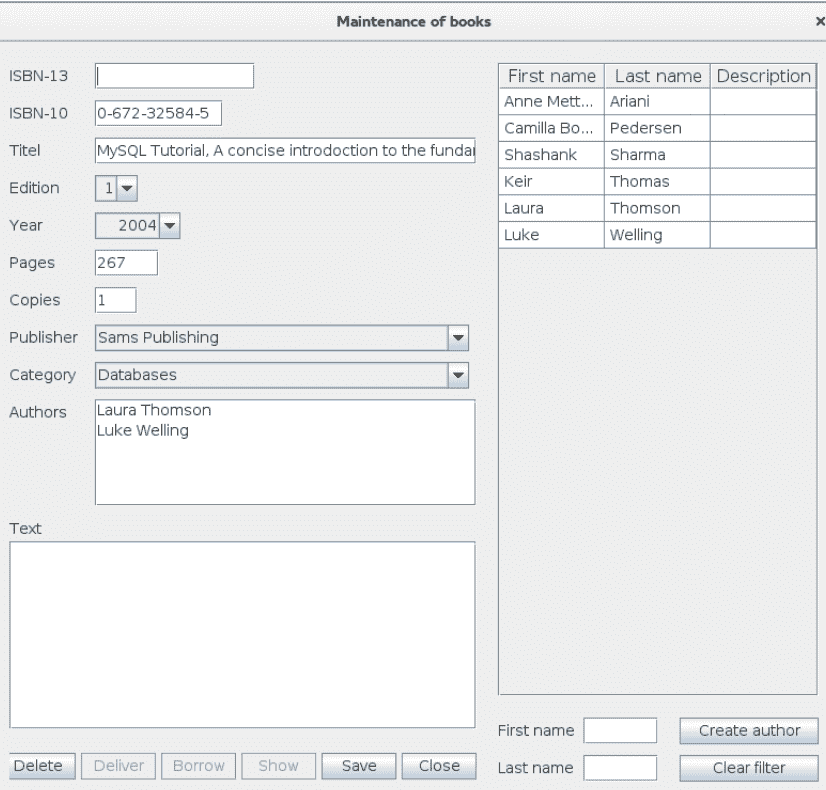 Maintenance of books ×
ISBN-13
ISBN-10 0-672-32584-5
Titel MySQL Tutorial, A concise introdoction to the fundar
Edition 1
Year 2004
Pages 267
Copies 1
Publisher Sams Publishing
Category Databases
Authors Laura Thomson
Luke Welling
Text
Delete Deliver Borrow Show Save Close
First name Last name Description
Anne Mett... Ariani
Camilla Bo... Pedersen
Shashank Sharma
Keir Thomas
Laura Thomson
Luke Welling
First name Create author
Last name Clear filter